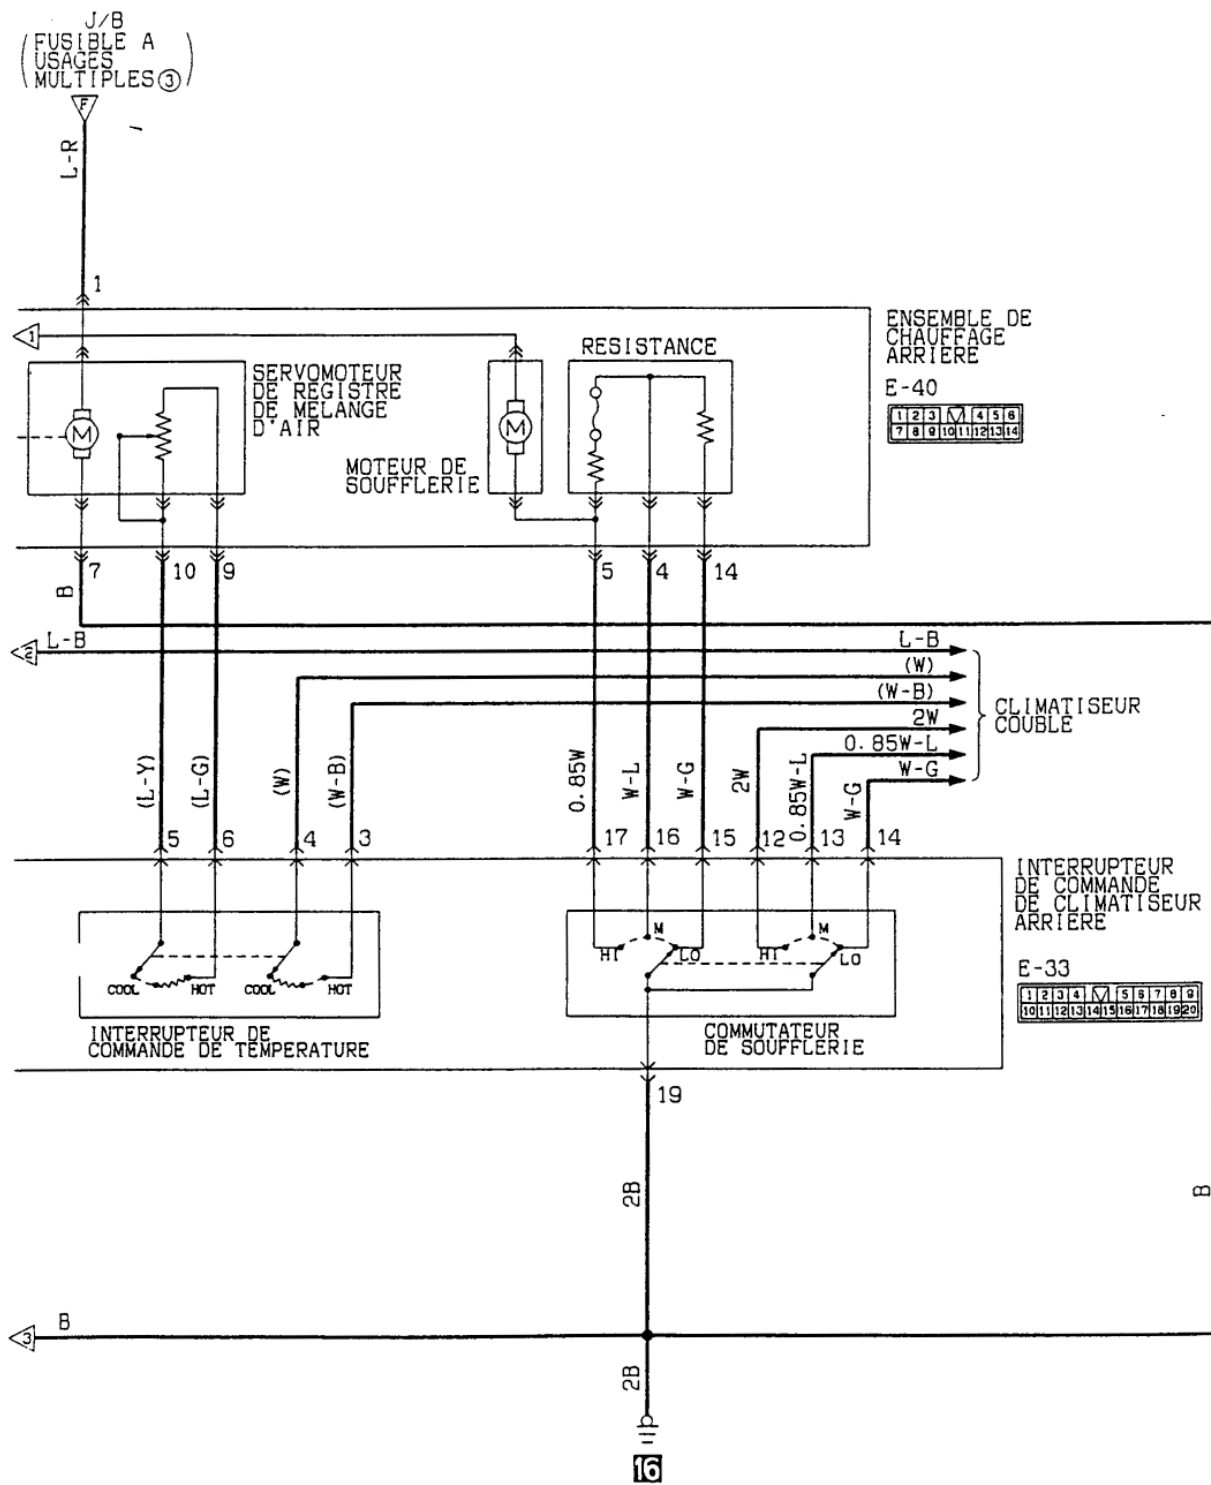 J/B
FUSIBLE A
USAGES
MULTIPLES③
F
L-R
1
1
ENSEMBLE DE
CHAUFFAGE
ARRIERE
E-40
1 2 3 4 5 6
7 8 9 10 11 12 13 14
RESISTANCE
SERVOMOTEUR
DE REGISTRE
DE MELANGE
D'AIR
M
M
MOTEUR DE
SOUFFLERIE
7 10 9 5 4 14
B
2
L-B
L-B
(W)
(W-B)
2W
0.85W-L
W-G
CLIMATISEUR
COUBLE
(L-Y)
(L-G)
(W)
(W-B)
0.85W
W-L
W-G
2W
0.85W-L
W-G
5 6 4 3 17 16 15 12 13 14
INTERRUPTEUR
DE COMMANDE
DE CLIMATISEUR
ARRIERE
E-33
1 2 3 4 5 6 7 8 9
10 11 12 13 14 15 16 17 18 19 20
COOL HOT COOL HOT
HI M LO HI M LO
INTERRUPTEUR DE
COMMANDE DE TEMPERATURE
COMMUTATEUR
DE SOUFFLERIE
19
2B
B
3
B
2B
16